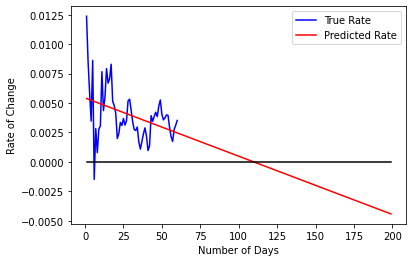 True Rate
Predicted Rate
0.0125
0.0100
0.0075
0.0050
0.0025
0.0000
−0.0025
−0.0050
Rate of Change
0 25 50 75 100 125 150 175 200
Number of Days